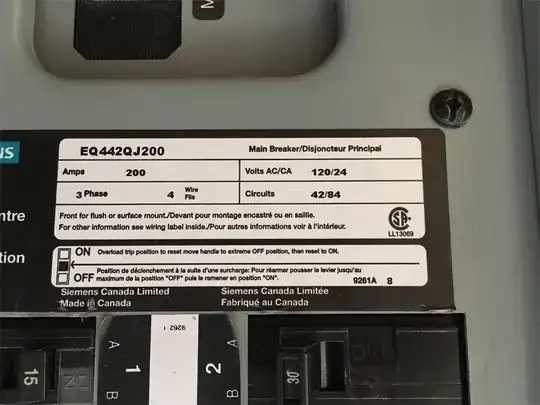 M
NS
EQ442QJ200 Main Breaker/Disjoncteur Principal
Amps 200 Volts AC/CA 120/24
3 Phase 4 Wire Fils Circuits 42/84
Front for flush or surface mount./Devant pour montage encastré ou en saillie.
For other information see wiring label inside./Pour autres informations voir à l'intérieur.
LL13069
ntre
tion
ON Overload trip position to reset move handle to extreme OFF position, then reset to ON.
Position de déclenchement à la suite d'une surcharge: Pour réarmer pousser le levier jusqu'au
OFF maximum de la position "OFF" puis le ramener en position "ON". 9261A 8
Siemens Canada Limited Siemens Canada Limitée
Made in Canada Fabriqué au Canada
A 9262 A
1 2
B B
15
30
OUT